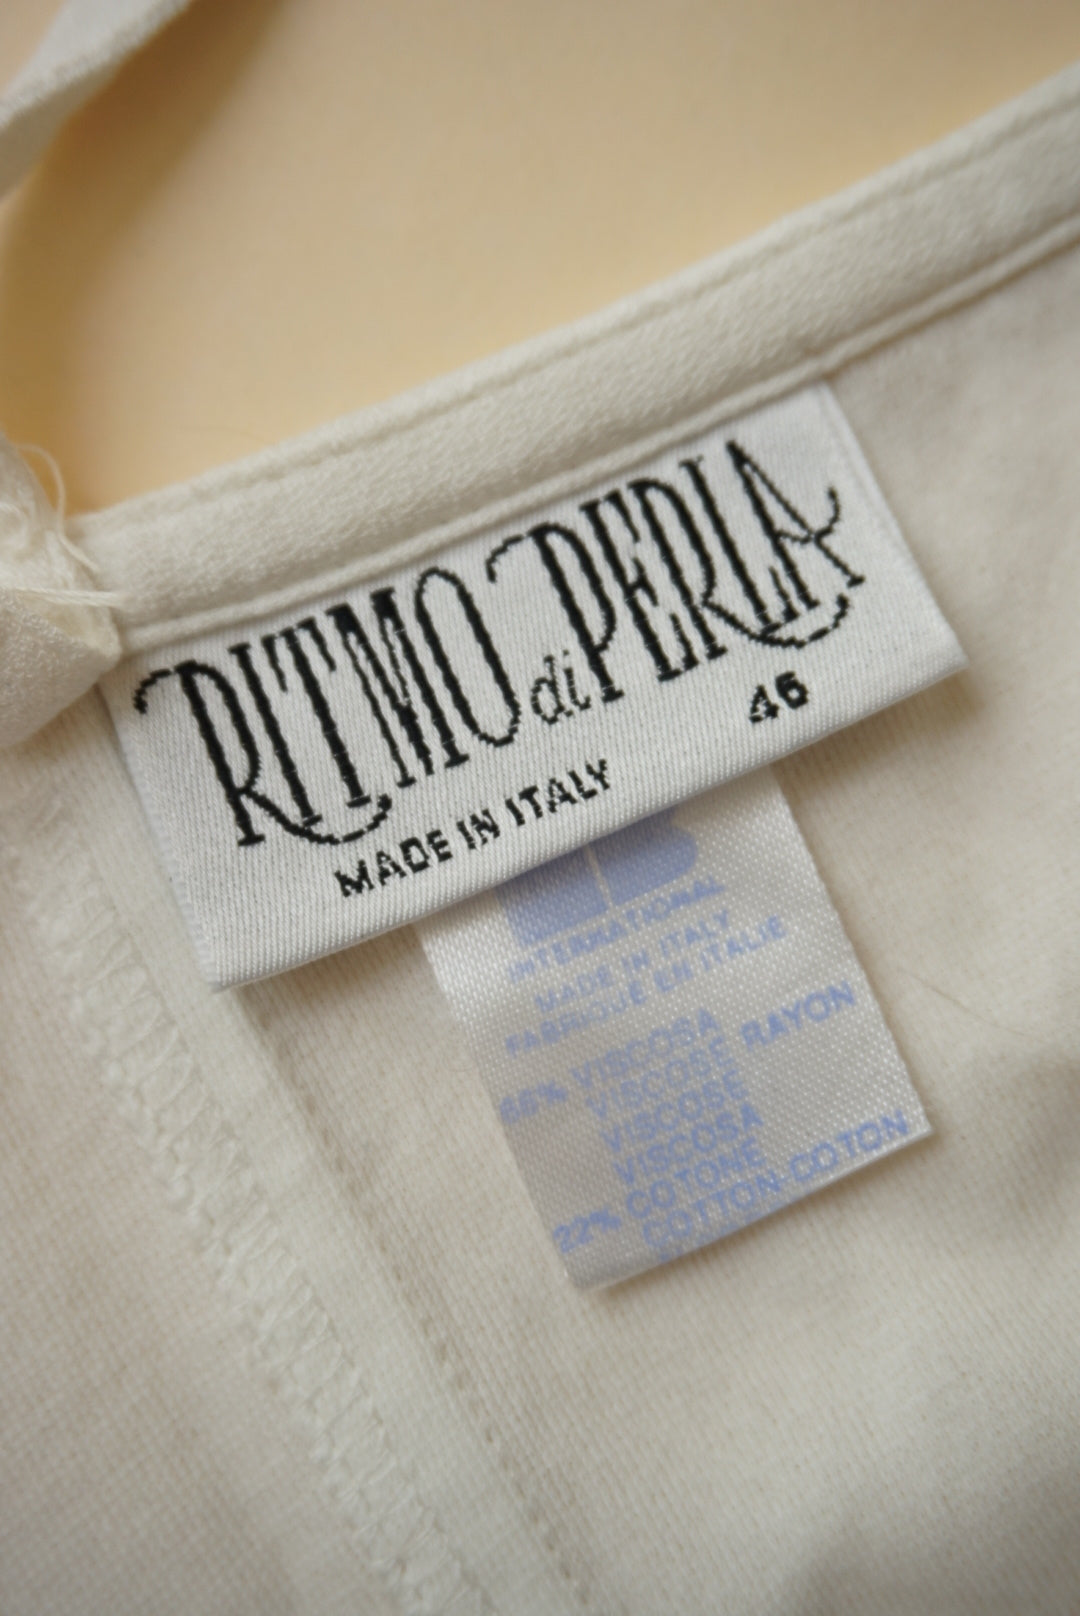 RITMO di PERLA
46
MADE IN ITALY
INTERNATIONAL
MADE IN ITALY
FABRIQUÉ EN ITALIE
VISCOSA
VISCOSE RAYON
VISCOSE
VISCOSA
COTONE
22% COTTON-COTON